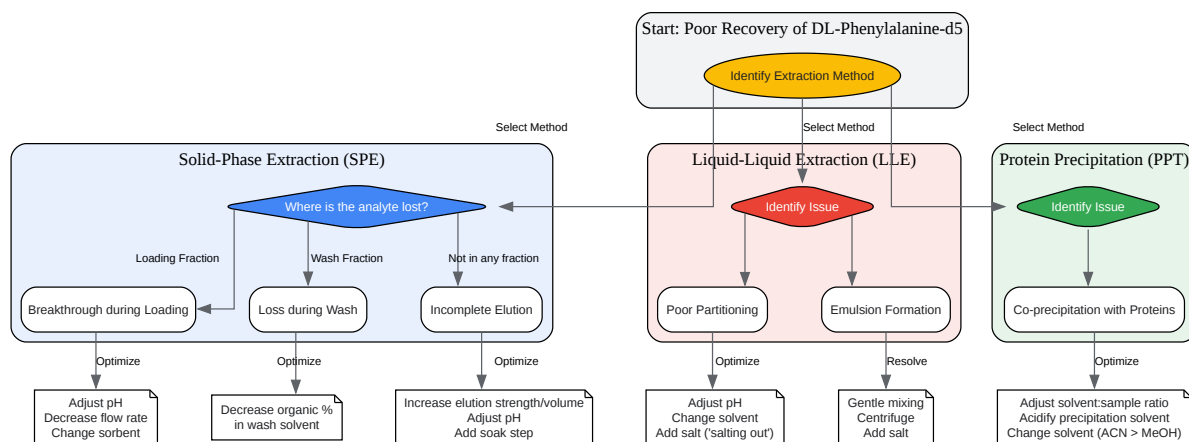 Start: Poor Recovery of DL-Phenylalanine-d5
Identify Extraction Method
Select Method
Select Method
Select Method
Solid-Phase Extraction (SPE)
Where is the analyte lost?
Loading Fraction
Wash Fraction
Not in any fraction
Breakthrough during Loading
Loss during Wash
Incomplete Elution
Optimize
Optimize
Optimize
Adjust pH
Decrease flow rate
Change sorbent
Decrease organic %
in wash solvent
Increase elution strength/volume
Adjust pH
Add soak step
Liquid-Liquid Extraction (LLE)
Identify Issue
Poor Partitioning
Emulsion Formation
Optimize
Resolve
Adjust pH
Change solvent
Add salt ('salting out')
Gentle mixing
Centrifuge
Add salt
Protein Precipitation (PPT)
Identify Issue
Co-precipitation with Proteins
Optimize
Adjust solvent:sample ratio
Acidify precipitation solvent
Change solvent (ACN > MeOH)